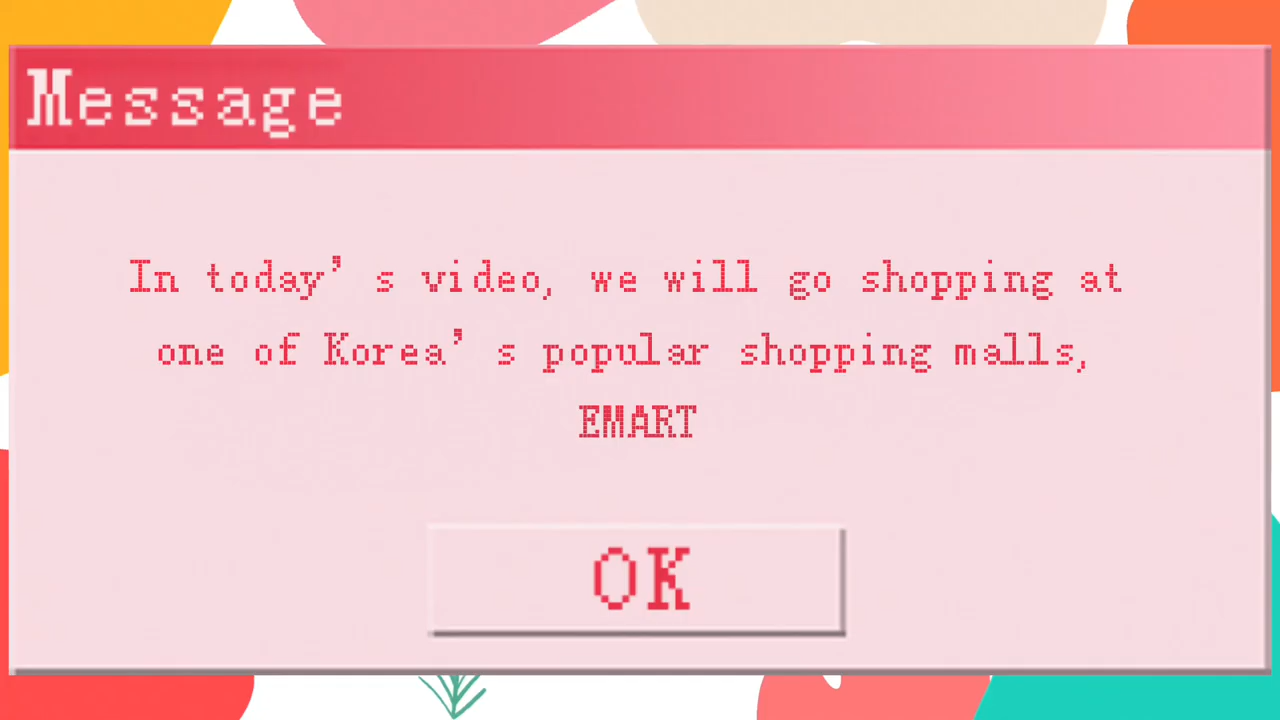 Message
In today’ s video, we will go shopping at
one of Korea’ s popular shopping malls,
EMART
OK